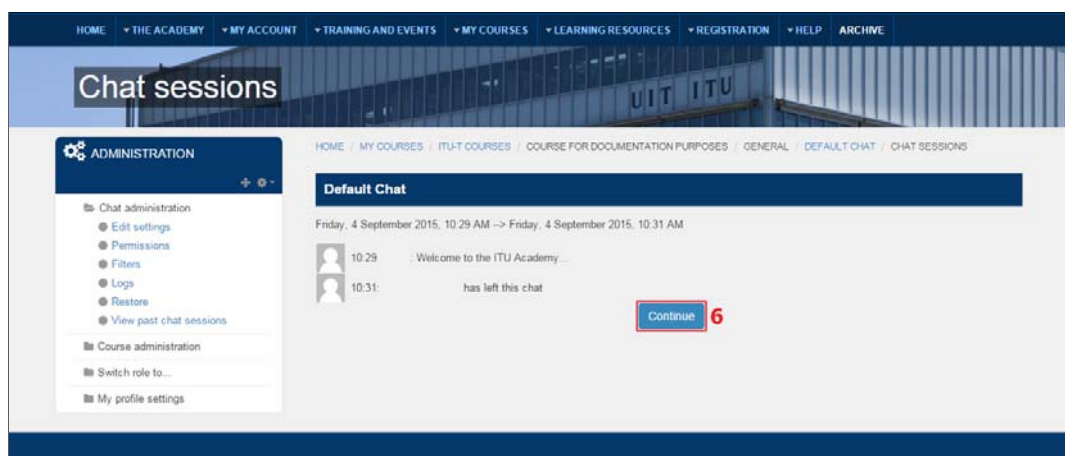 HOME THE ACADEMY MY ACCOUNT TRAINING AND EVENTS MY COURSES LEARNING RESOURCES REGISTRATION HELP ARCHIVE
Chat sessions
UIT ITU
ADMINISTRATION
HOME / MY COURSES / ITU-T COURSES / COURSE FOR DOCUMENTATION PURPOSES / GENERAL / DEFAULT CHAT / CHAT SESSIONS
Default Chat
Chat administration
Edit settings
Permissions
Filters
Logs
Restore
View past chat sessions
Course administration
Switch role to...
My profile settings
Friday, 4 September 2015, 10:29 AM --> Friday, 4 September 2015, 10:31 AM
10:29 : Welcome to the ITU Academy...
10:31: has left this chat
Continue 6